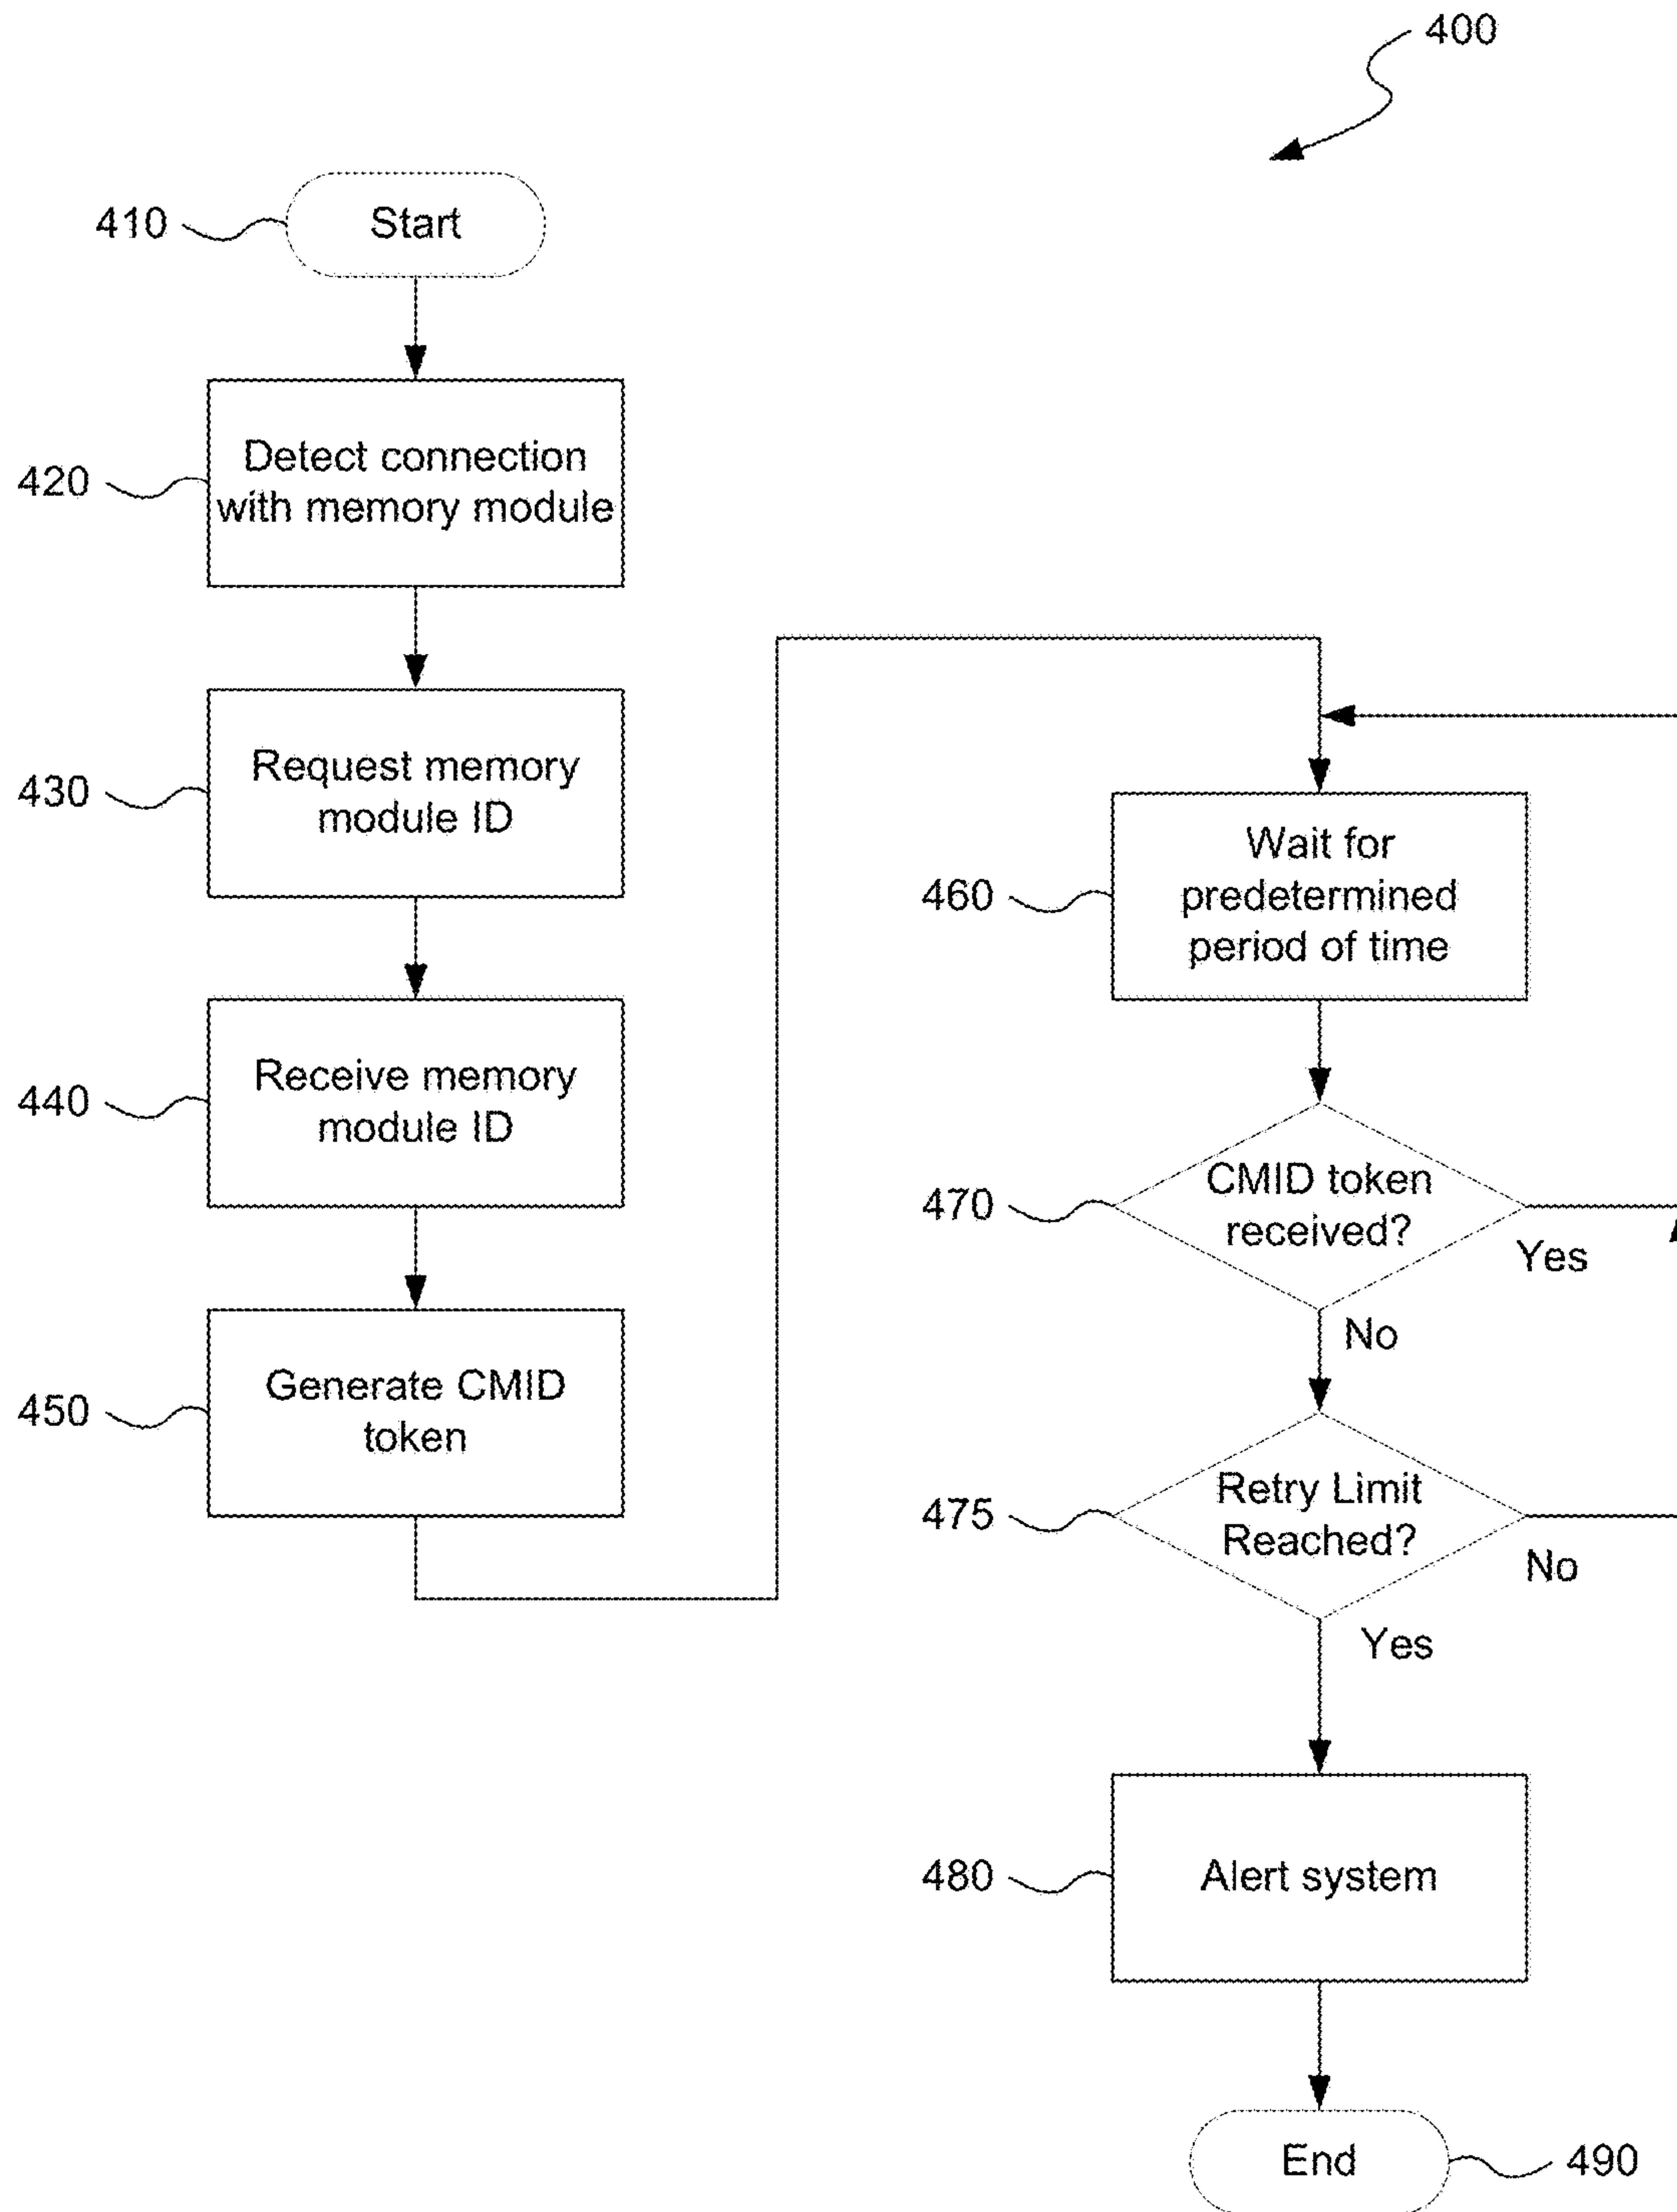 400
410
Start
420
Detect connection
with memory module
430
Request memory
module ID
440
Receive memory
module ID
450
Generate CMID
token
460
Wait for
predetermined
period of time
470
CMID token
received?
Yes
No
475
Retry Limit
Reached?
No
Yes
480
Alert system
End
490